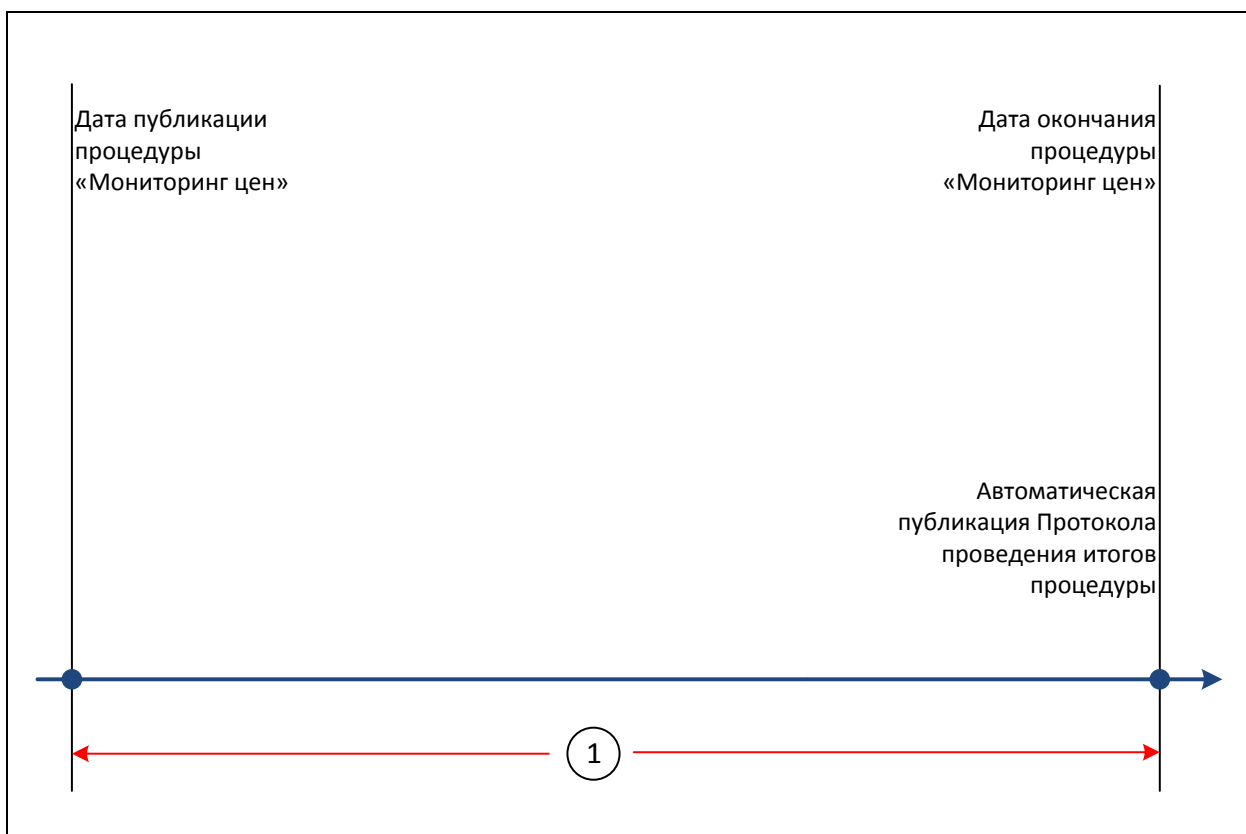 Дата публикации
процедуры
«Мониторинг цен»
Дата окончания
процедуры
«Мониторинг цен»
Автоматическая
публикация Протокола
проведения итогов
процедуры
1